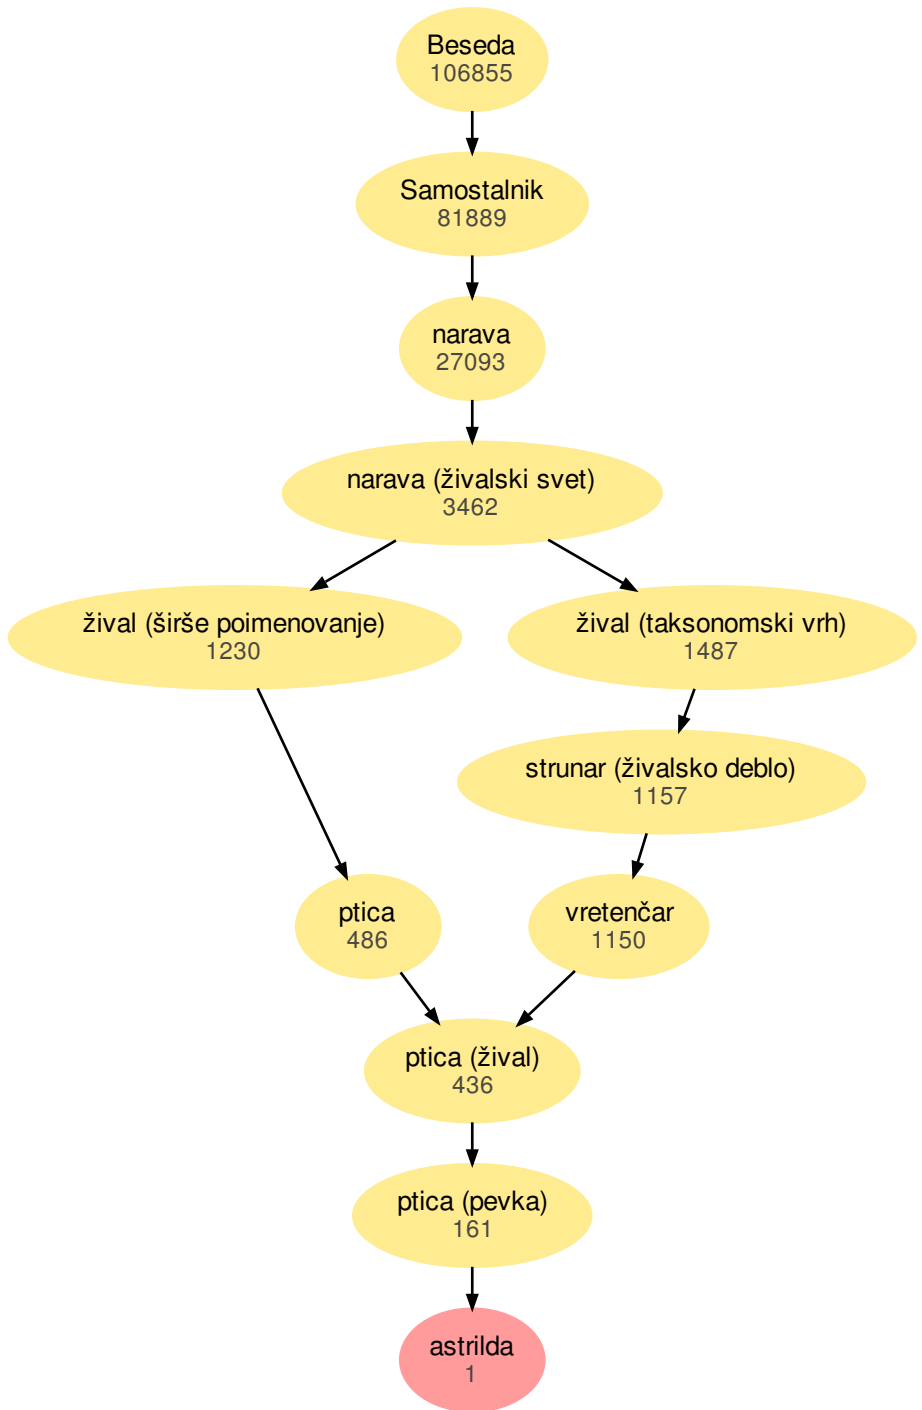 Beseda
106855
Samostalnik
81889
narava
27093
narava (živalski svet)
3462
žival (širše poimenovanje)
1230
žival (taksonomski vrh)
1487
strunar (živalsko deblo)
1157
ptica
486
vretenčar
1150
ptica (žival)
436
ptica (pevka)
161
astrilda
1